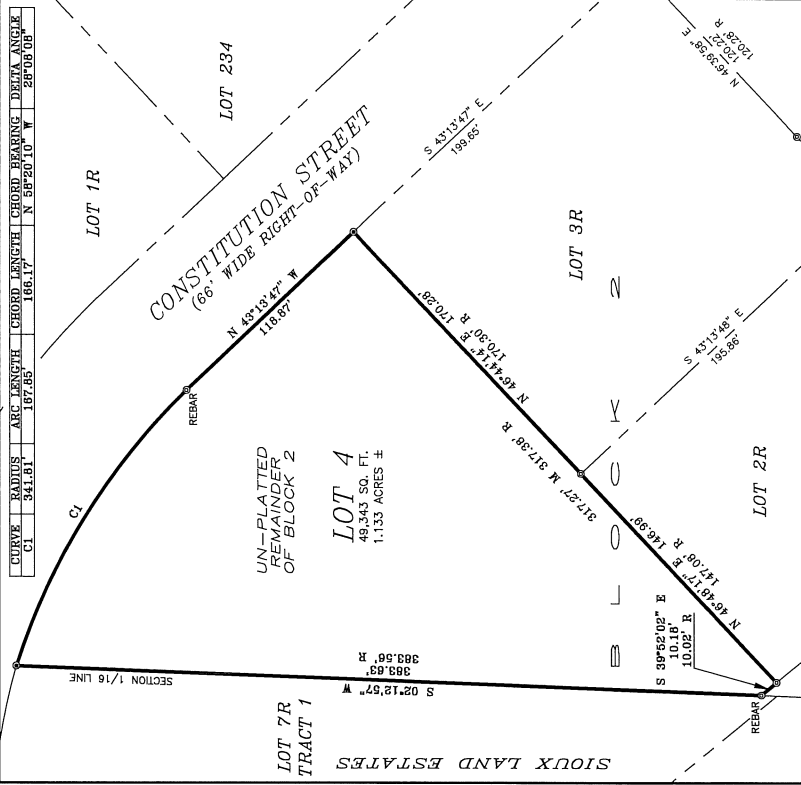 CURVE RADIUS ARC LENGTH CHORD LENGTH CHORD BEARING DELTA ANGLE
C1 341.81' 167.85' 166.17' N 58°20'10" W 28°08'08"
LOT 1R
LOT 234
CONSTITUTION STREET
(66' WIDE RIGHT-OF-WAY)
N 46°39'58" E
120.22'
120.28' R
S 43°13'47" E
199.65'
N 43°13'47" W
118.87'
REBAR
C1
LOT 3R
UN-PLATTED
REMAINDER
OF BLOCK 2
LOT 4
49,343 SQ. FT.
1.133 ACRES ±
N 46°44'14" E 170.28'
170.30' R
317.27' M 317.38' R
S 43°13'48" E
195.86'
BLOCK 2
LOT 2R
N 46°48'17" E 146.99'
147.08' R
S 39°52'02" E
10.18'
10.02' R
SECTION 1/16 LINE
S 02°12'57" W
383.63'
383.56' R
REBAR
LOT 7R
TRACT 1
SIOUX LAND ESTATES